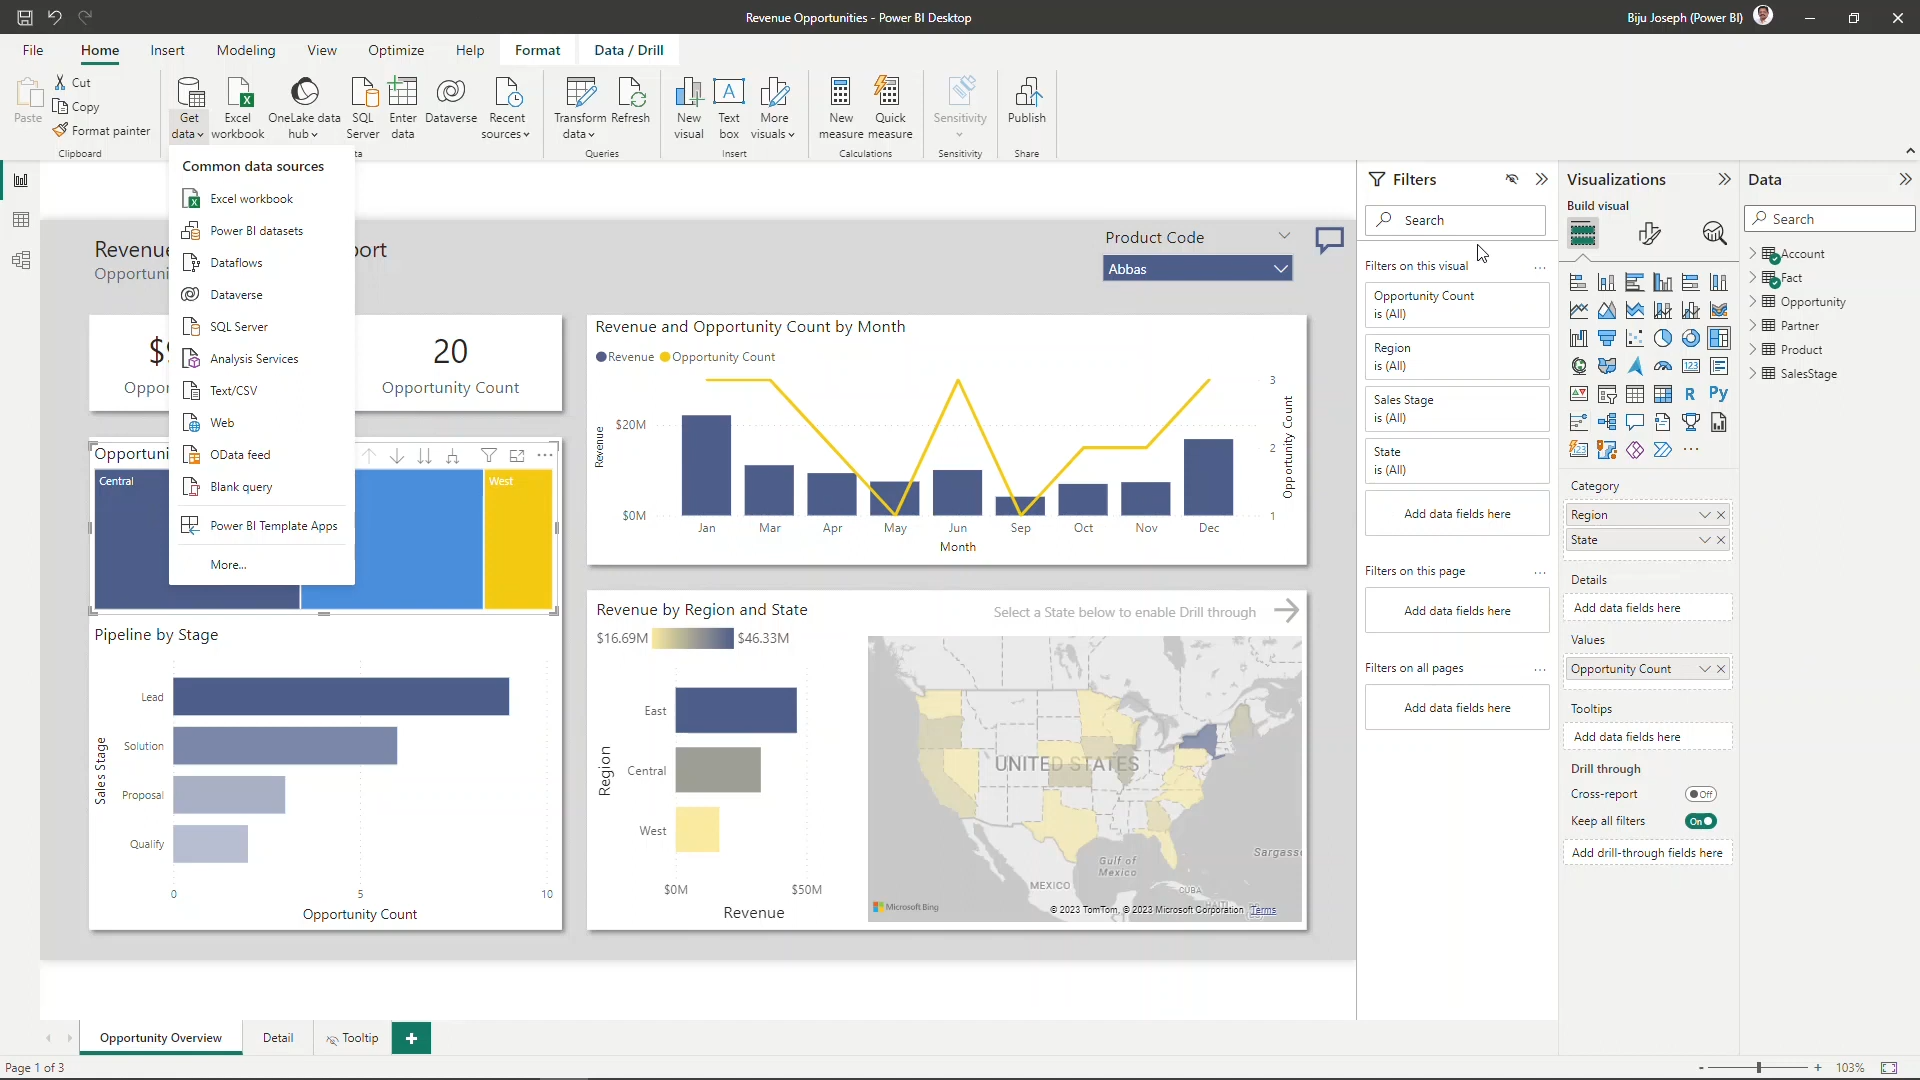 Revenue Opportunities - Power BI Desktop
Biju Joseph (Power BI)
File
Home
Insert
Modeling
View
Optimize
Help
Format
Data / Drill
Paste
Cut
Copy
Format painter
Clipboard
Get data
Excel workbook
OneLake data hub
SQL Server
Enter data
Dataverse
Recent sources
Transform data
Refresh
Queries
New visual
Text box
More visuals
Insert
New measure
Quick measure
Calculations
Sensitivity
Sensitivity
Publish
Share
Common data sources
Excel workbook
Power BI datasets
Dataflows
Dataverse
SQL Server
Analysis Services
Text/CSV
Web
OData feed
Blank query
Power BI Template Apps
More...
Product Code
Abbas
20
Opportunity Count
Central
West
Revenue and Opportunity Count by Month
Revenue
Opportunity Count
Revenue
$20M
$0M
Jan
Mar
Apr
May
Jun
Sep
Oct
Nov
Dec
Month
3
2
1
Opportunity Count
Pipeline by Stage
Sales Stage
Lead
Solution
Proposal
Qualify
0
5
10
Opportunity Count
Revenue by Region and State
Select a State below to enable Drill through
$16.69M
$46.33M
Region
East
Central
West
$0M
$50M
Revenue
UNITED STATES
Gulf of Mexico
MEXICO
CUBA
HAITI
Microsoft Bing
© 2023 TomTom, © 2023 Microsoft Corporation Terms
Filters
Search
Filters on this visual
Opportunity Count
is (All)
Region
is (All)
Sales Stage
is (All)
State
is (All)
Add data fields here
Filters on this page
Add data fields here
Filters on all pages
Add data fields here
Visualizations
Build visual
Category
Region
State
Details
Add data fields here
Values
Opportunity Count
Tooltips
Add data fields here
Drill through
Cross-report
Off
Keep all filters
On
Add drill-through fields here
Data
Search
Account
Fact
Opportunity
Partner
Product
SalesStage
Opportunity Overview
Detail
Tooltip
Page 1 of 3
103%